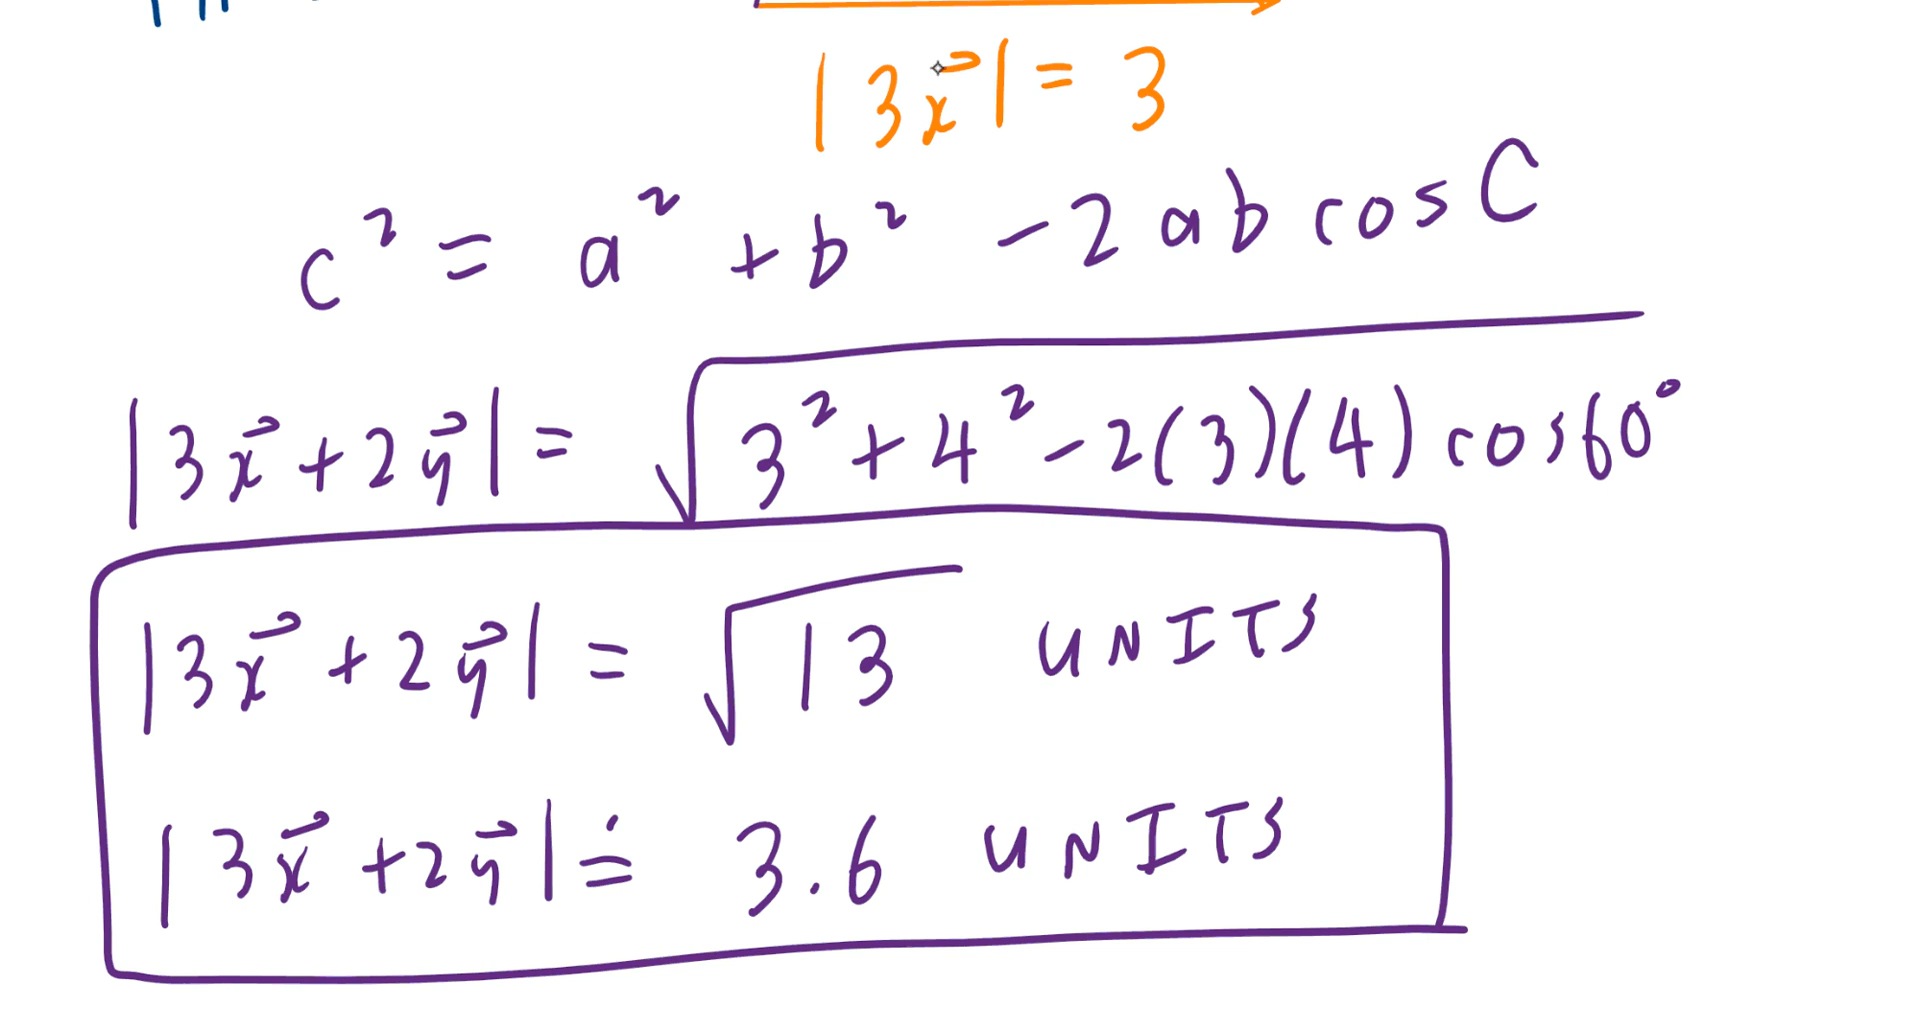 |3x⃗| = 3
c² = a² + b² - 2ab cos C
|3x⃗ + 2y⃗| = √(3² + 4² - 2(3)(4) cos 60°)
|3x⃗ + 2y⃗| = √13 UNITS
|3x⃗ + 2y⃗| ≐ 3.6 UNITS